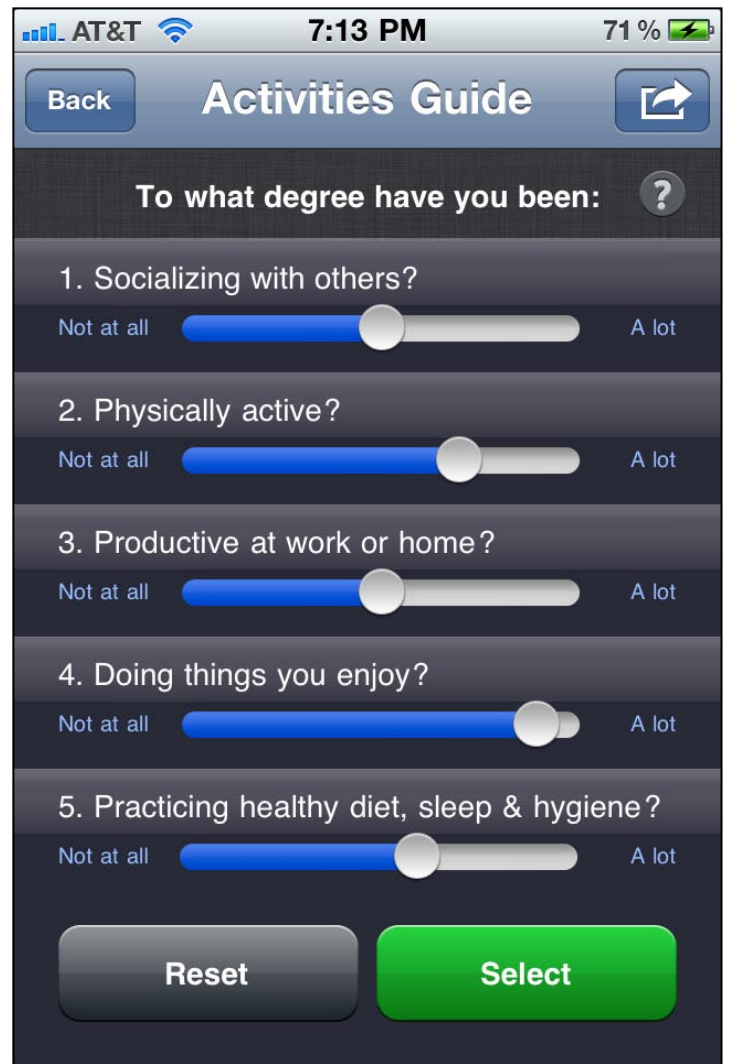 AT&T 7:13 PM 71 %
Back Activities Guide
To what degree have you been: ?
1. Socializing with others?
Not at all A lot
2. Physically active?
Not at all A lot
3. Productive at work or home?
Not at all A lot
4. Doing things you enjoy?
Not at all A lot
5. Practicing healthy diet, sleep & hygiene?
Not at all A lot
Reset Select